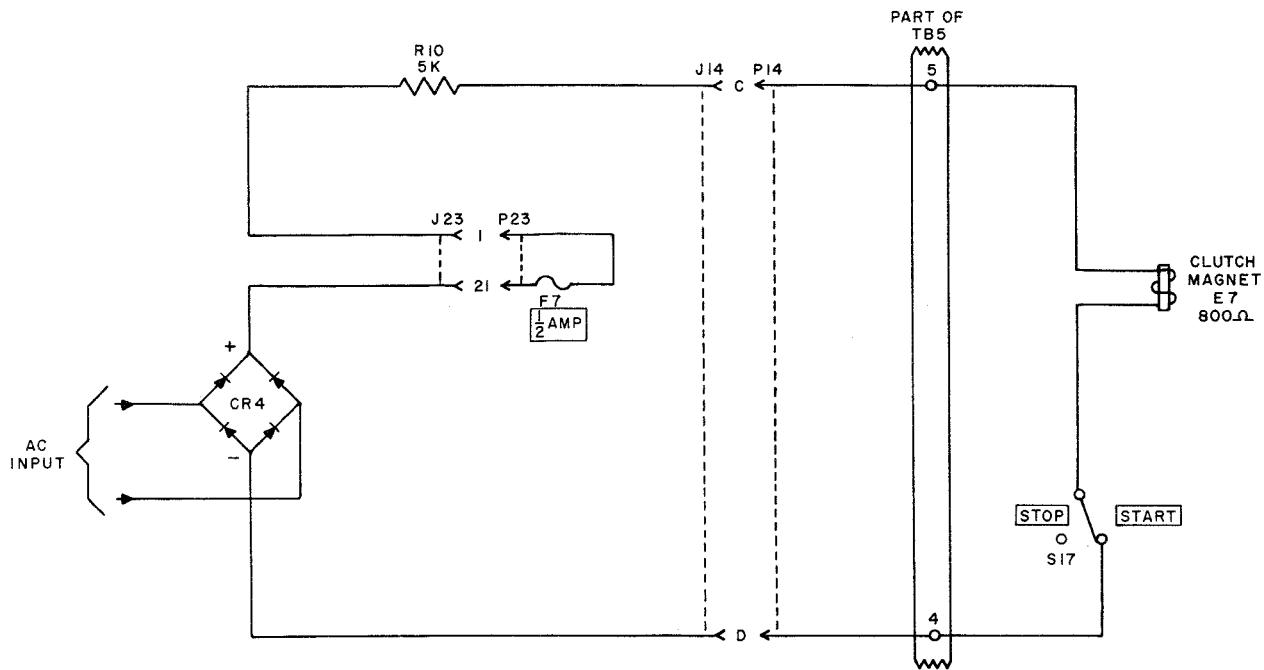 PART OF
TB5
R10
5K
J14
C
P14
5
J23
1
P23
21
F7
1/2 AMP
+
CR4
-
AC
INPUT
CLUTCH
MAGNET
E7
800Ω
STOP
START
S17
D
4